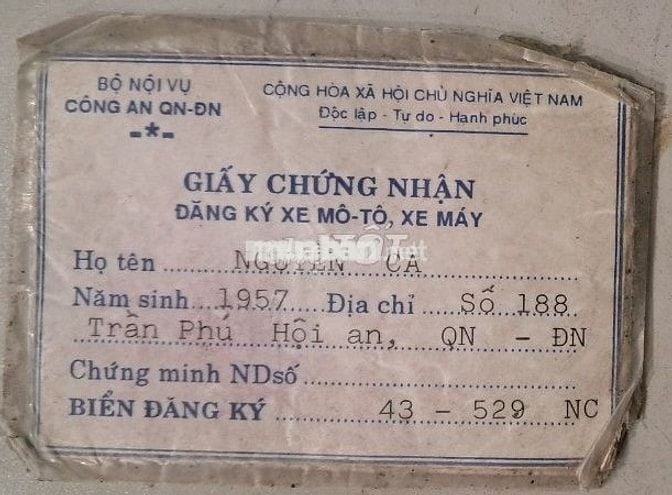 BỘ NỘI VỤ
CÔNG AN QN-ĐN
-*-
CỘNG HÒA XÃ HỘI CHỦ NGHĨA VIỆT NAM
Độc lập - Tự do - Hạnh phúc
GIẤY CHỨNG NHẬN
ĐĂNG KÝ XE MÔ-TÔ, XE MÁY
Họ tên ..... NGUYEN CA
Năm sinh ... 1957 ... Địa chỉ ... Số 188
Trần Phú Hội an, QN - ĐN
Chứng minh NDsố
BIỂN ĐĂNG KÝ ..... 43 - 529 NC